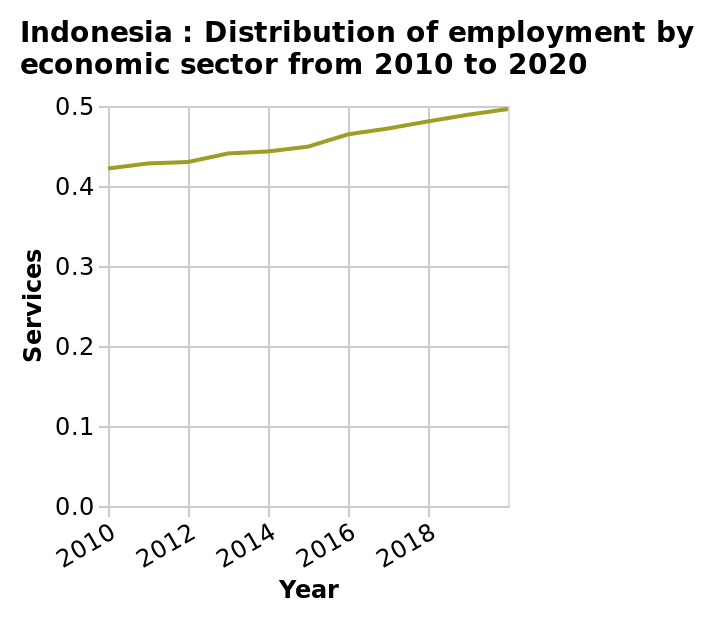 Indonesia : Distribution of employment by
economic sector from 2010 to 2020
0.5
0.4
0.3
0.2
0.1
0.0
Services
2010
2012
2014
2016
2018
Year